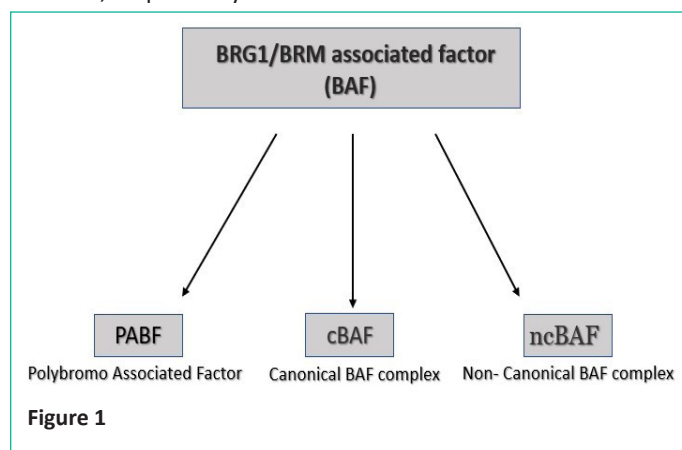 BRG1/BRM associated factor
(BAF)
PABF
cBAF
ncBAF
Polybromo Associated Factor
Canonical BAF complex
Non- Canonical BAF complex
Figure 1